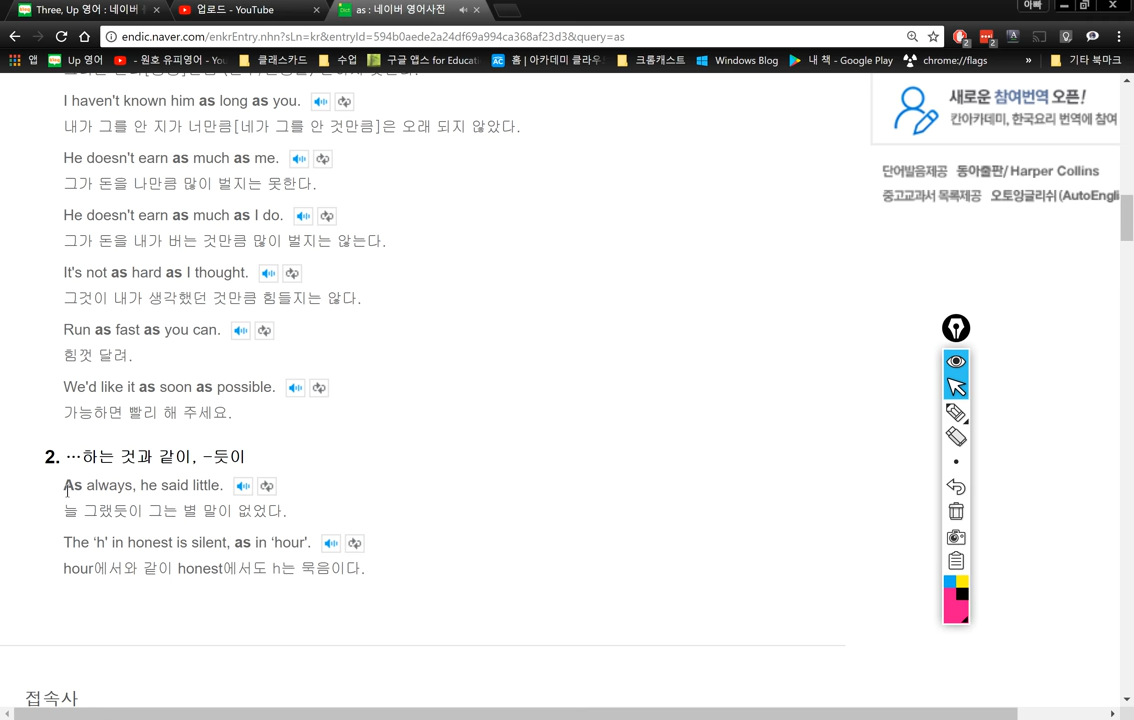 Three, Up 영어 : 네이버
업로드 - YouTube
as : 네이버 영어사전
아빠
endic.naver.com/enkrEntry.nhn?sLn=kr&entryId=594b0aede2a24df69a994ca368af23d3&query=as
앱 Up 영어 - 원호 유피영어 - You 클래스카드 수업 구글 앱스 for Educat 홈 | 아카데미 클라우 크롬캐스트 Windows Blog 내 책 - Google Play chrome://flags » 기타 북마크
I haven't known him as long as you.
내가 그를 안 지가 너만큼[네가 그를 안 것만큼]은 오래 되지 않았다.
He doesn't earn as much as me.
그가 돈을 나만큼 많이 벌지는 못한다.
He doesn't earn as much as I do.
그가 돈을 내가 버는 것만큼 많이 벌지는 않는다.
It's not as hard as I thought.
그것이 내가 생각했던 것만큼 힘들지는 않다.
Run as fast as you can.
힘껏 달려.
We'd like it as soon as possible.
가능하면 빨리 해 주세요.
2. …하는 것과 같이, -듯이
As always, he said little.
늘 그랬듯이 그는 별 말이 없었다.
The ‘h’ in honest is silent, as in ‘hour’.
hour에서와 같이 honest에서도 h는 묵음이다.
접속사
새로운 참여번역 오픈!
칸아카데미, 한국요리 번역에 참여
단어발음제공 동아출판/ Harper Collins
중고교과서 목록제공 오토앙글리쉬(AutoEngli